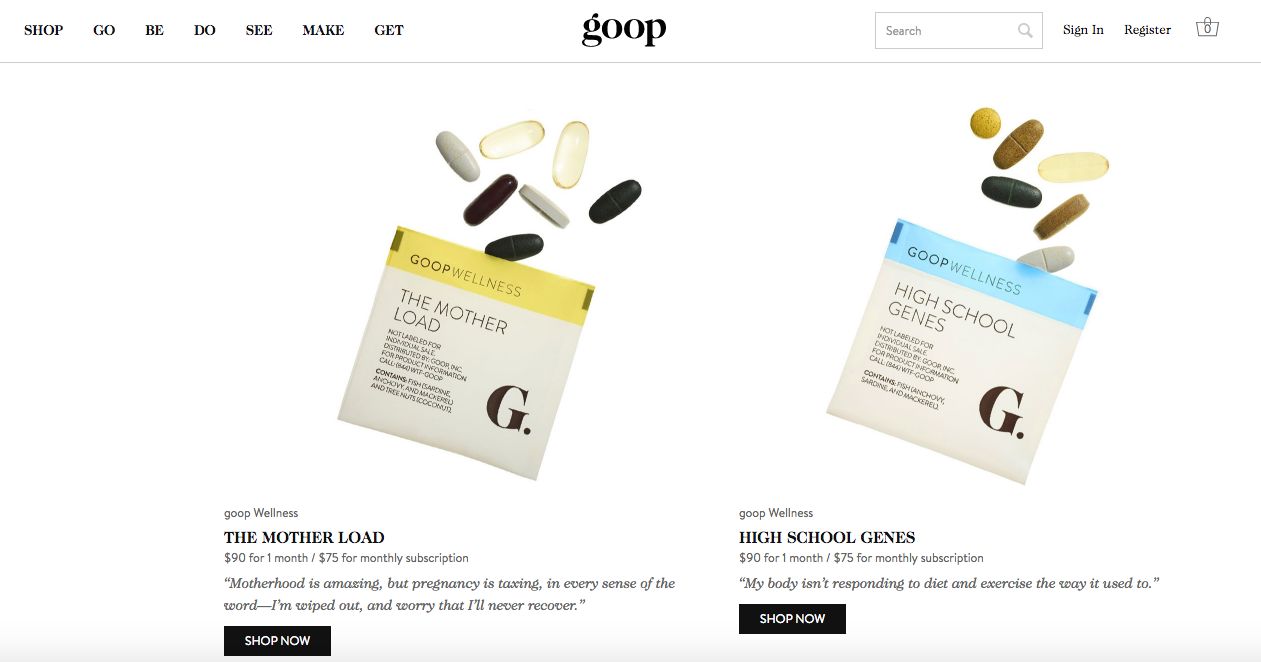 SHOP GO BE DO SEE MAKE GET
goop
Search
Sign In
Register
0
GOOPWELLNESS
THE MOTHER
LOAD
NOT LABELED FOR
INDIVIDUAL SALE.
DISTRIBUTED BY: GOOP, INC.
FOR PRODUCT INFORMATION
CALL: (844) WTF-GOOP
CONTAINS: FISH (SARDINE,
ANCHOVY, AND MACKEREL)
AND TREE NUTS (COCONUT).
G.
GOOPWELLNESS
HIGH SCHOOL
GENES
NOT LABELED FOR
INDIVIDUAL SALE.
DISTRIBUTED BY: GOOP, INC.
FOR PRODUCT INFORMATION
CALL: (844) WTF-GOOP
CONTAINS: FISH (ANCHOVY,
SARDINE, AND MACKEREL).
G.
goop Wellness
THE MOTHER LOAD
$90 for 1 month / $75 for monthly subscription
“Motherhood is amazing, but pregnancy is taxing, in every sense of the
word—I’m wiped out, and worry that I’ll never recover.”
SHOP NOW
goop Wellness
HIGH SCHOOL GENES
$90 for 1 month / $75 for monthly subscription
“My body isn’t responding to diet and exercise the way it used to.”
SHOP NOW